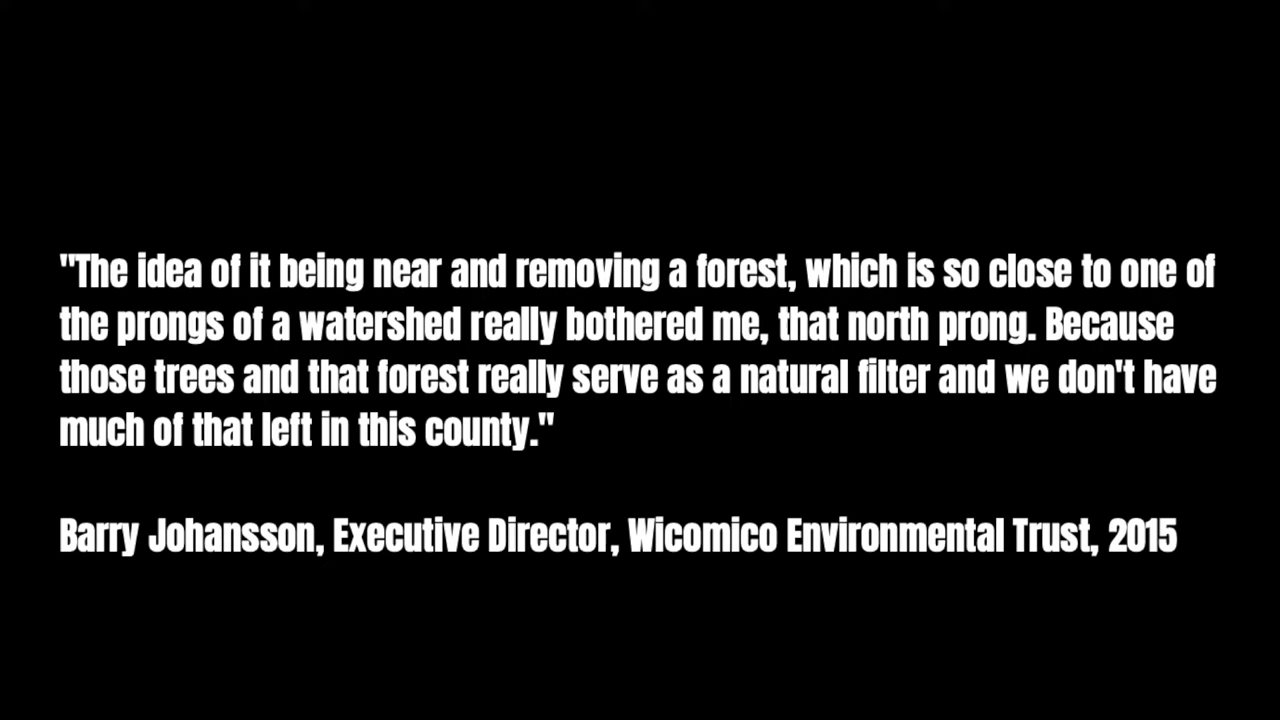 "The idea of it being near and removing a forest, which is so close to one of
the prongs of a watershed really bothered me, that north prong. Because
those trees and that forest really serve as a natural filter and we don't have
much of that left in this county."
Barry Johansson, Executive Director, Wicomico Environmental Trust, 2015